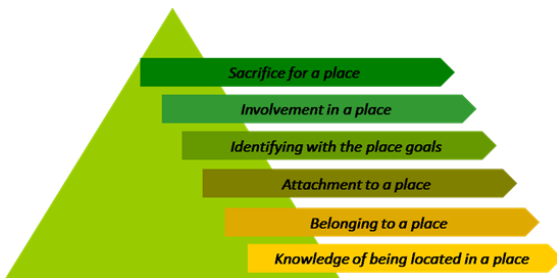 Sacrifice for a place
Involvement in a place
Identifying with the place goals
Attachment to a place
Belonging to a place
Knowledge of being located in a place